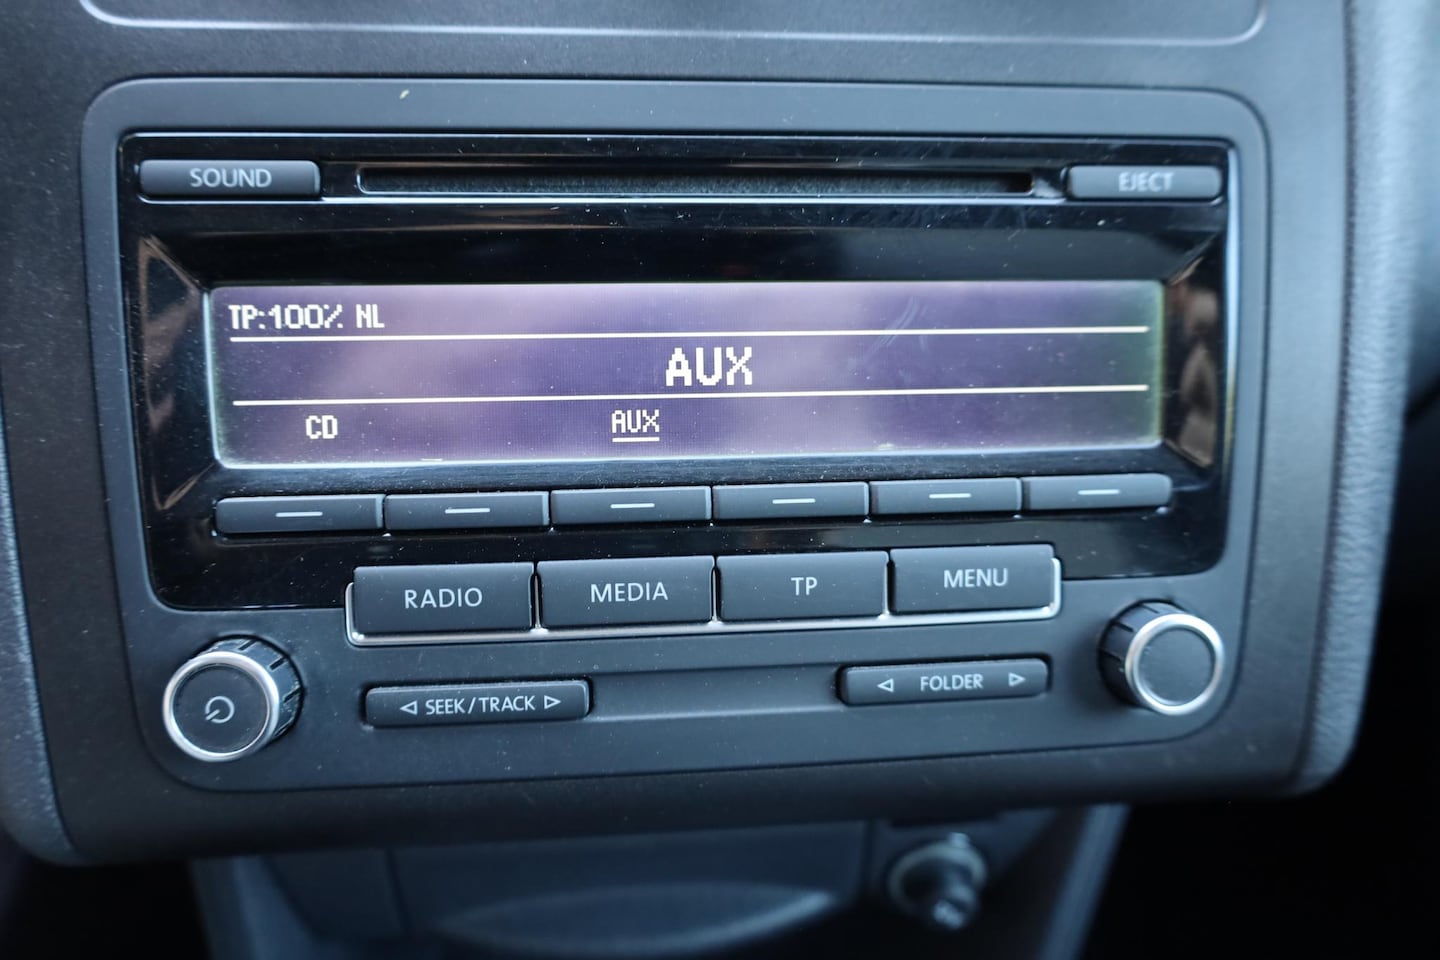 SOUND
EJECT
TP:100% NL
AUX
CD AUX
RADIO MEDIA TP MENU
◁ SEEK/TRACK ▷
◁ FOLDER ▷